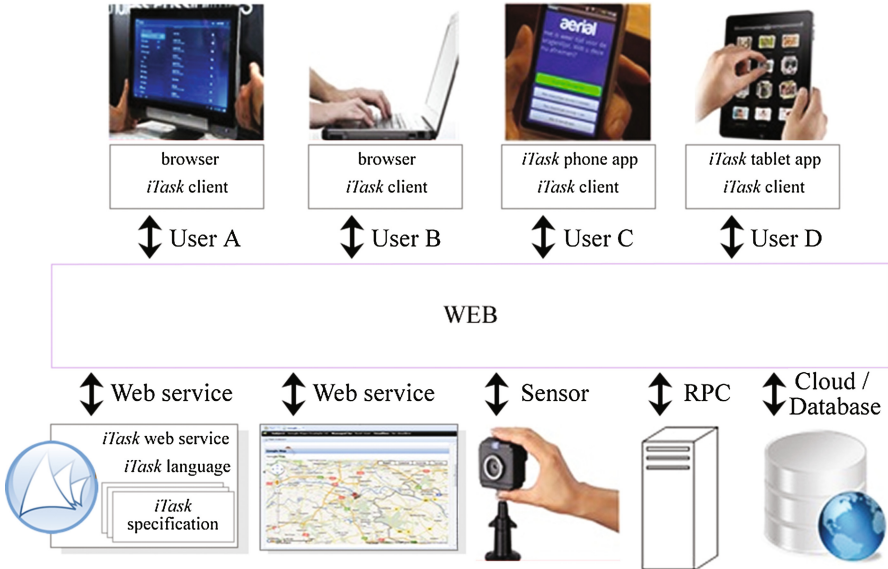 aerial
browser
iTask client
browser
iTask client
iTask phone app
iTask client
iTask tablet app
iTask client
User A
User B
User C
User D
WEB
Web service
Web service
Sensor
RPC
Cloud /
Database
iTask web service
iTask language
iTask
specification